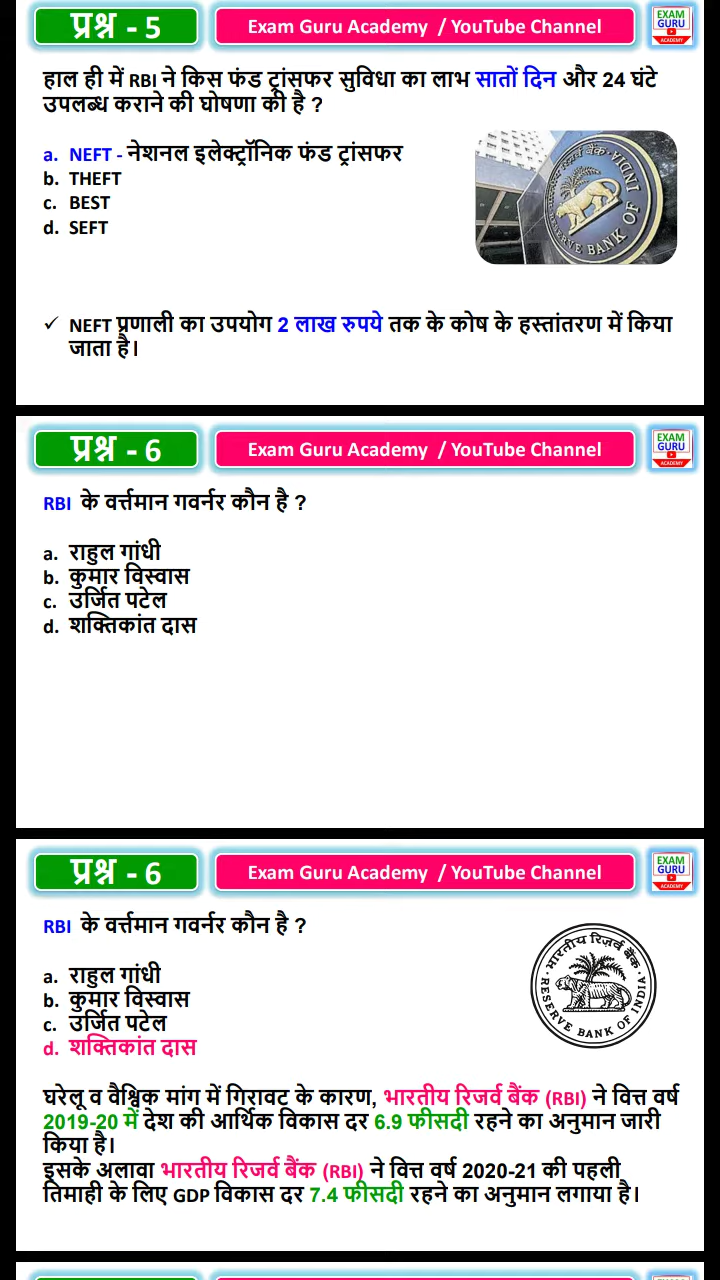 प्रश्न - 5
Exam Guru Academy / YouTube Channel
EXAM
GURU
ACADEMY
हाल ही में RBI ने किस फंड ट्रांसफर सुविधा का लाभ सातों दिन और 24 घंटे
उपलब्ध कराने की घोषणा की है ?
a. NEFT - नेशनल इलेक्ट्रॉनिक फंड ट्रांसफर
b. THEFT
c. BEST
d. SEFT
RESERVE BANK OF INDIA
✓ NEFT प्रणाली का उपयोग 2 लाख रुपये तक के कोष के हस्तांतरण में किया
जाता है।
प्रश्न - 6
Exam Guru Academy / YouTube Channel
EXAM
GURU
ACADEMY
RBI के वर्त्तमान गवर्नर कौन है ?
a. राहुल गांधी
b. कुमार विस्वास
c. उर्जित पटेल
d. शक्तिकांत दास
प्रश्न - 6
Exam Guru Academy / YouTube Channel
EXAM
GURU
ACADEMY
RBI के वर्त्तमान गवर्नर कौन है ?
भारतीय रिज़र्व बैंक
RESERVE BANK OF INDIA
a. राहुल गांधी
b. कुमार विस्वास
c. उर्जित पटेल
d. शक्तिकांत दास
घरेलू व वैश्विक मांग में गिरावट के कारण, भारतीय रिजर्व बैंक (RBI) ने वित्त वर्ष
2019-20 में देश की आर्थिक विकास दर 6.9 फीसदी रहने का अनुमान जारी
किया है।
इसके अलावा भारतीय रिजर्व बैंक (RBI) ने वित्त वर्ष 2020-21 की पहली
तिमाही के लिए GDP विकास दर 7.4 फीसदी रहने का अनुमान लगाया है।